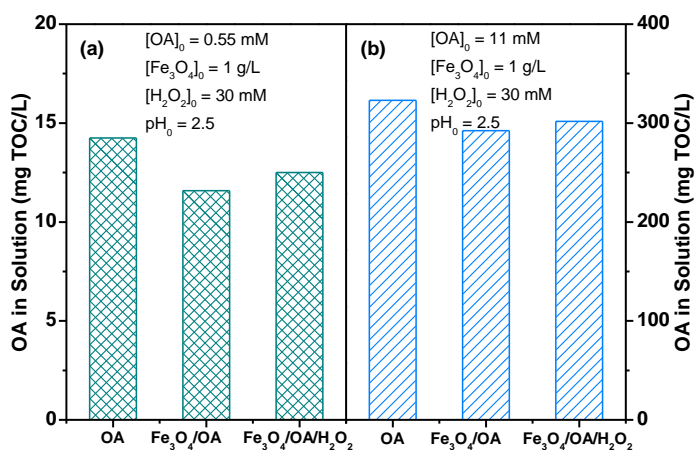 OA in Solution (mg TOC/L)
20
15
10
5
0
(a)
[OA]₀ = 0.55 mM
[Fe₃O₄]₀ = 1 g/L
[H₂O₂]₀ = 30 mM
pH₀ = 2.5
OA
Fe₃O₄/OA
Fe₃O₄/OA/H₂O₂
(b)
[OA]₀ = 11 mM
[Fe₃O₄]₀ = 1 g/L
[H₂O₂]₀ = 30 mM
pH₀ = 2.5
OA
Fe₃O₄/OA
Fe₃O₄/OA/H₂O₂
400
300
200
100
0
OA in Solution (mg TOC/L)